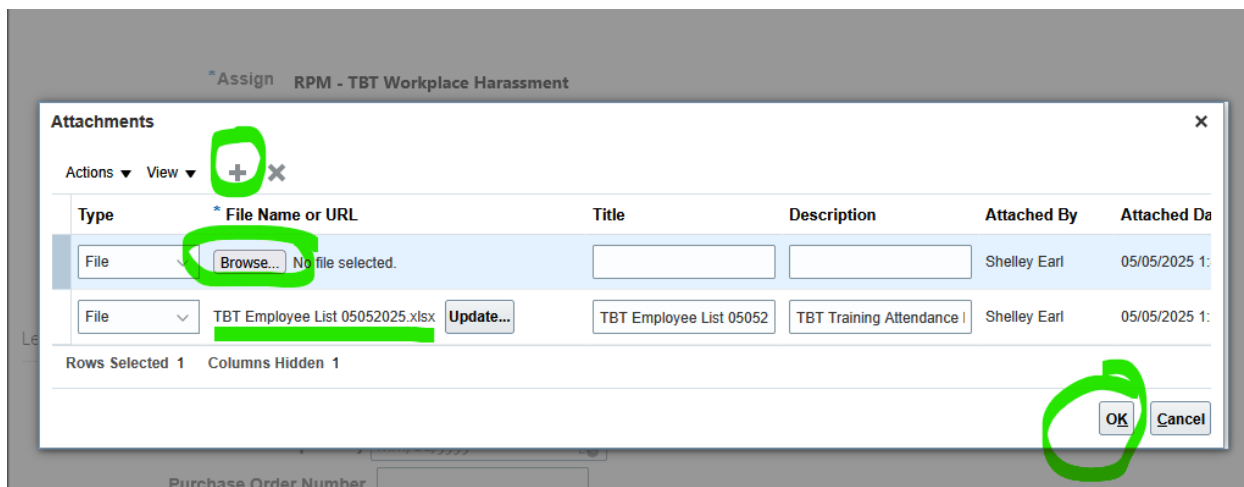 *Assign RPM - TBT Workplace Harassment
Attachments
Actions View
Type * File Name or URL Title Description Attached By Attached Da
File Browse... No file selected. Shelley Earl 05/05/2025 1:
File TBT Employee List 05052025.xlsx Update... TBT Employee List 05052 TBT Training Attendance Shelley Earl 05/05/2025 1:
Le
Rows Selected 1 Columns Hidden 1
OK Cancel
Purchase Order Number